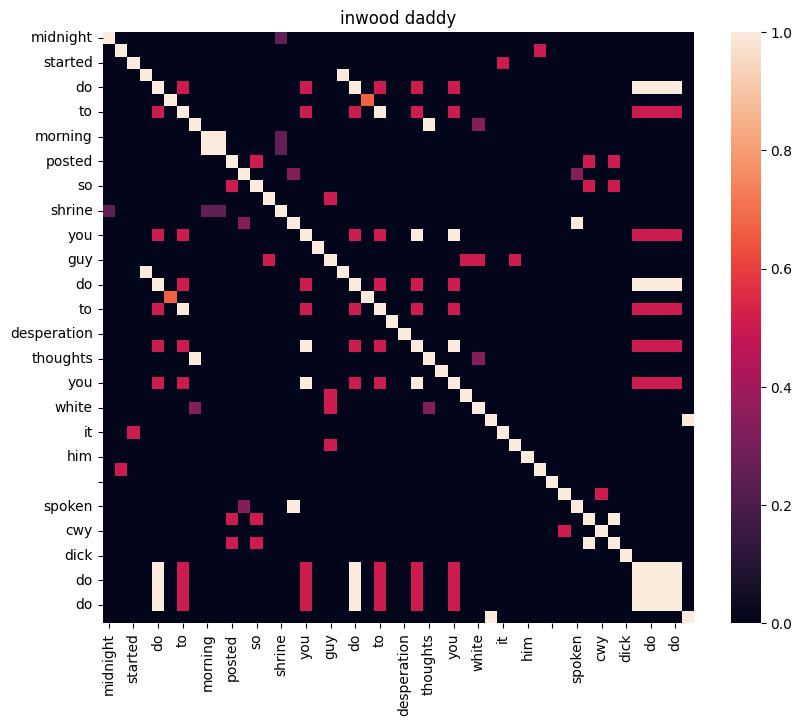 inwood daddy
midnight
started
do
to
morning
posted
so
shrine
you
guy
do
to
desperation
thoughts
you
white
it
him
spoken
cwy
dick
do
do
1.0
0.8
0.6
0.4
0.2
0.0
midnight
started
do
to
morning
posted
so
shrine
you
guy
do
to
desperation
thoughts
you
white
it
him
spoken
cwy
dick
do
do